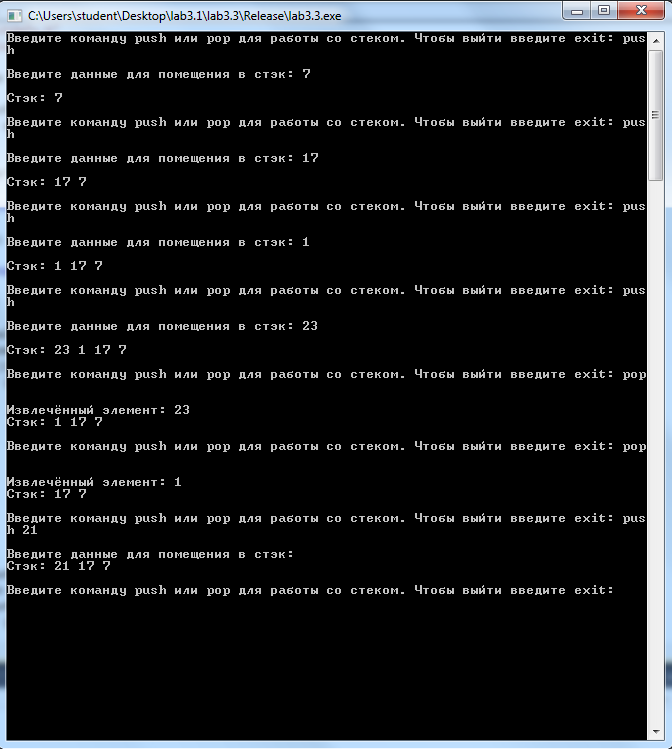 C:\Users\student\Desktop\lab3.1\lab3.3\Release\lab3.3.exe
Введите команду push или pop для работы со стеком. Чтобы выйти введите exit: pus
h
Введите данные для помещения в стэк: 7
Стэк: 7
Введите команду push или pop для работы со стеком. Чтобы выйти введите exit: pus
h
Введите данные для помещения в стэк: 17
Стэк: 17 7
Введите команду push или pop для работы со стеком. Чтобы выйти введите exit: pus
h
Введите данные для помещения в стэк: 1
Стэк: 1 17 7
Введите команду push или pop для работы со стеком. Чтобы выйти введите exit: pus
h
Введите данные для помещения в стэк: 23
Стэк: 23 1 17 7
Введите команду push или pop для работы со стеком. Чтобы выйти введите exit: pop
Извлечённый элемент: 23
Стэк: 1 17 7
Введите команду push или pop для работы со стеком. Чтобы выйти введите exit: pop
Извлечённый элемент: 1
Стэк: 17 7
Введите команду push или pop для работы со стеком. Чтобы выйти введите exit: pus
h 21
Введите данные для помещения в стэк:
Стэк: 21 17 7
Введите команду push или pop для работы со стеком. Чтобы выйти введите exit: